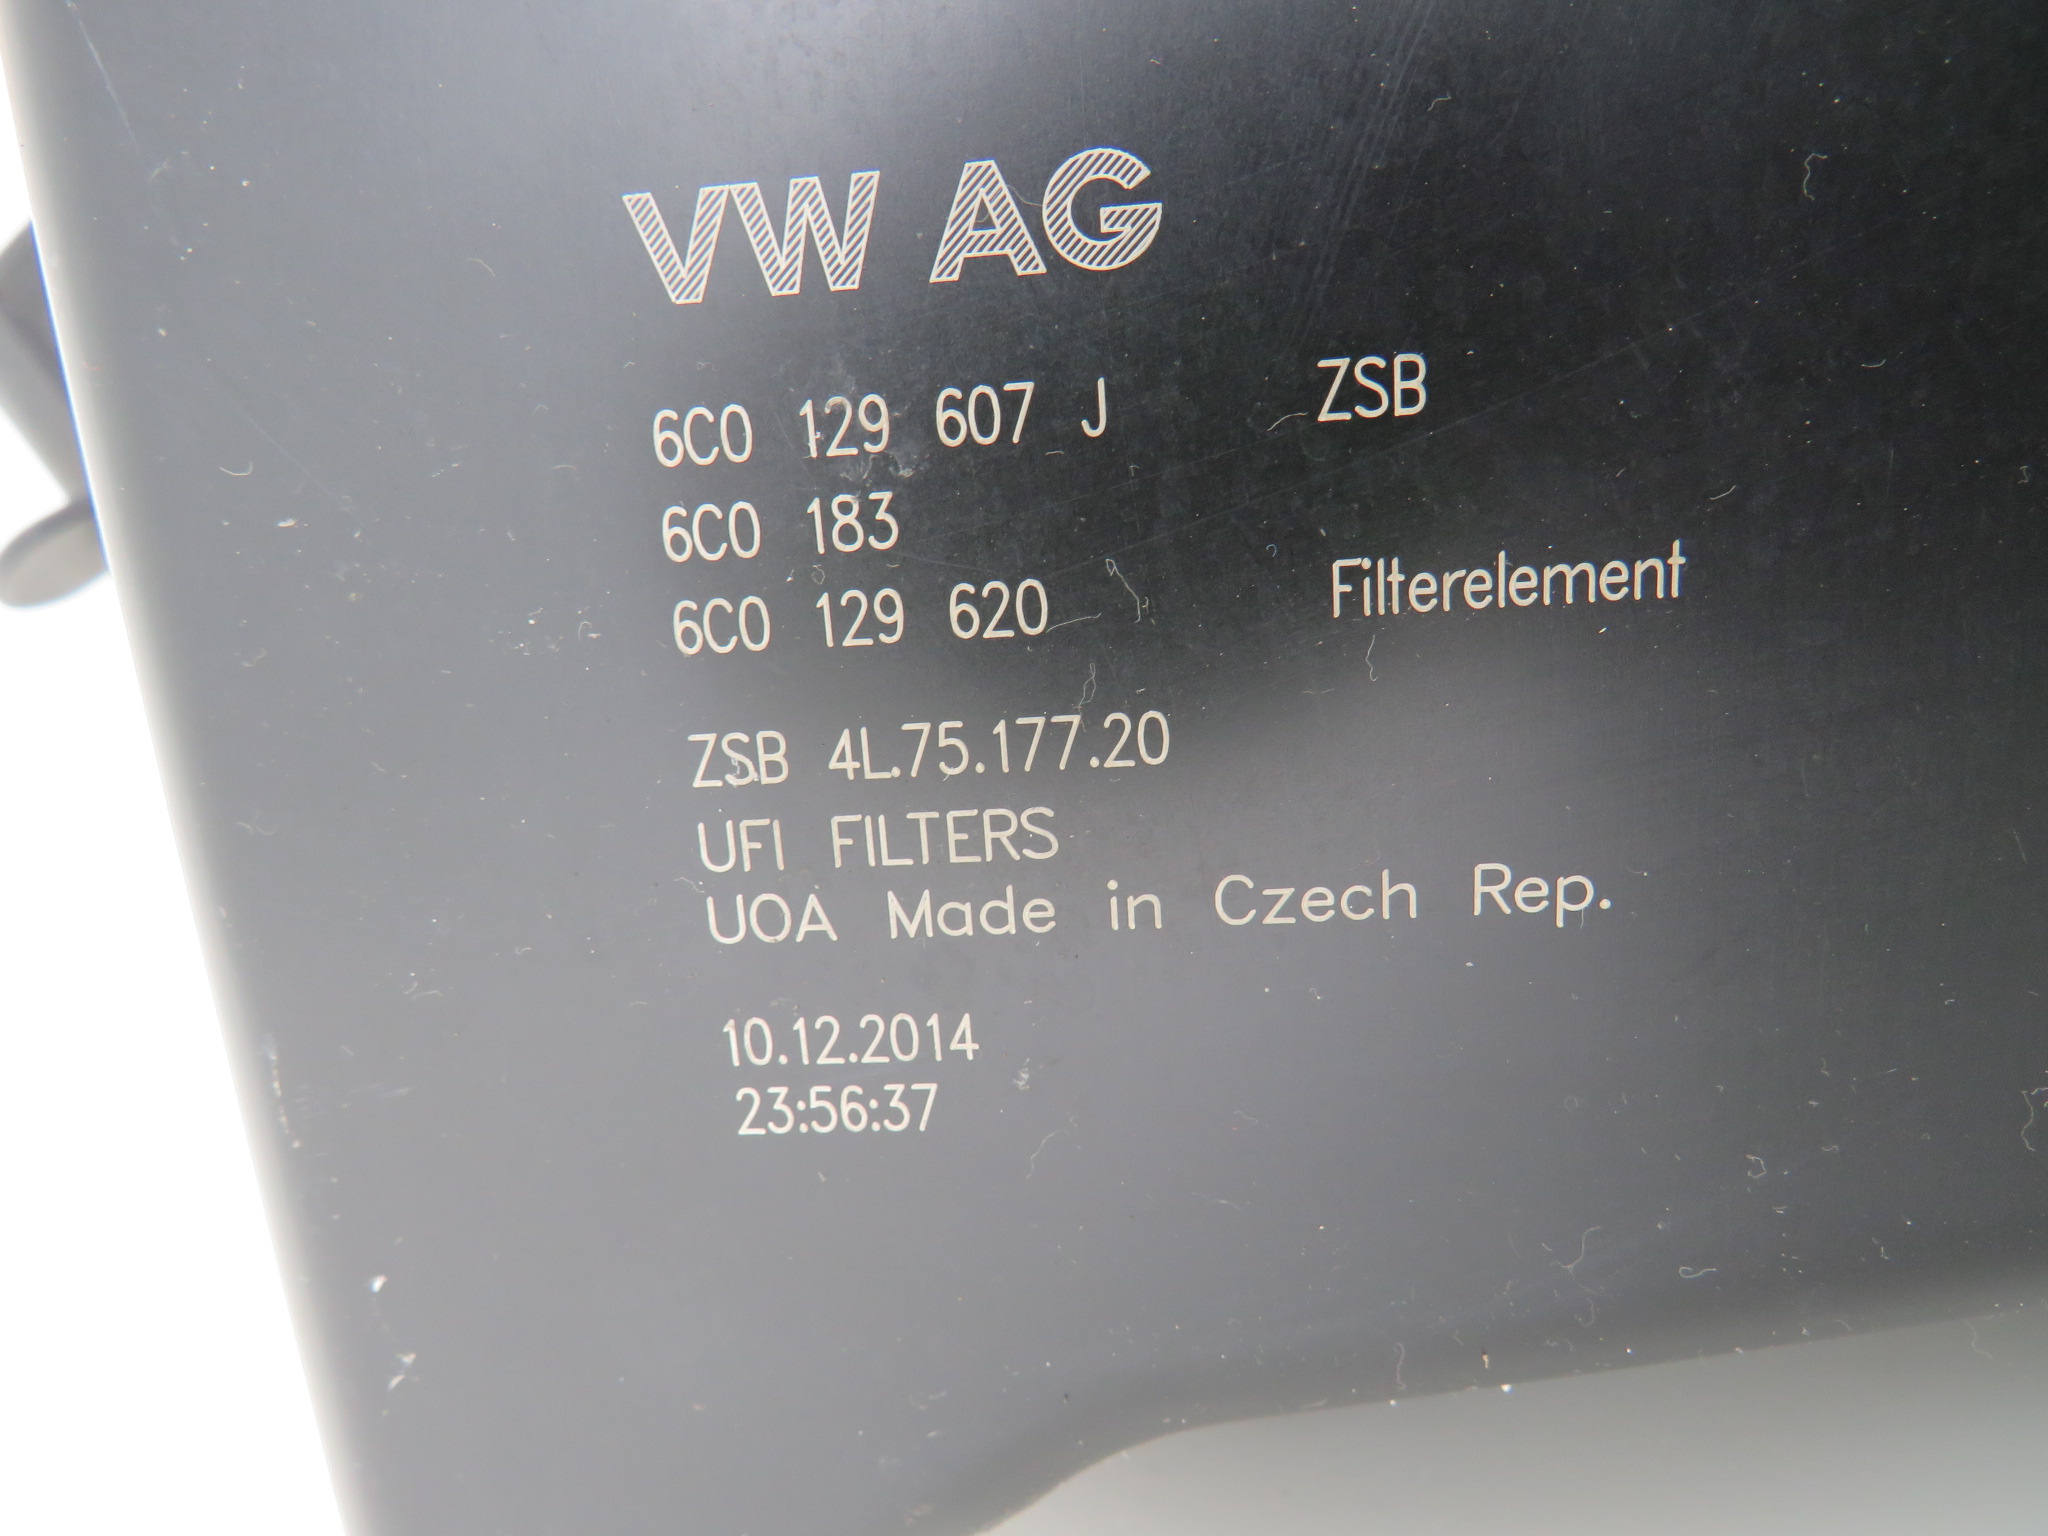 VW AG
6C0 129 607 J ZSB
6C0 183
6C0 129 620 Filterelement
ZSB 4L.75.177.20
UFI FILTERS
UOA Made in Czech Rep.
10.12.2014
23:56:37